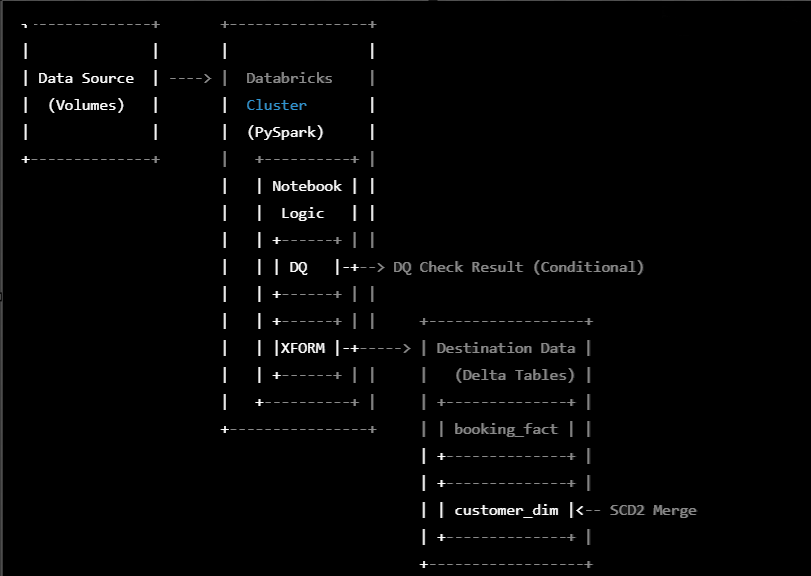 Data Source ----> Databricks
(Volumes) Cluster
(PySpark)
Notebook
Logic
DQ --> DQ Check Result (Conditional)
XFORM -----> Destination Data
(Delta Tables)
booking_fact
customer_dim <-- SCD2 Merge